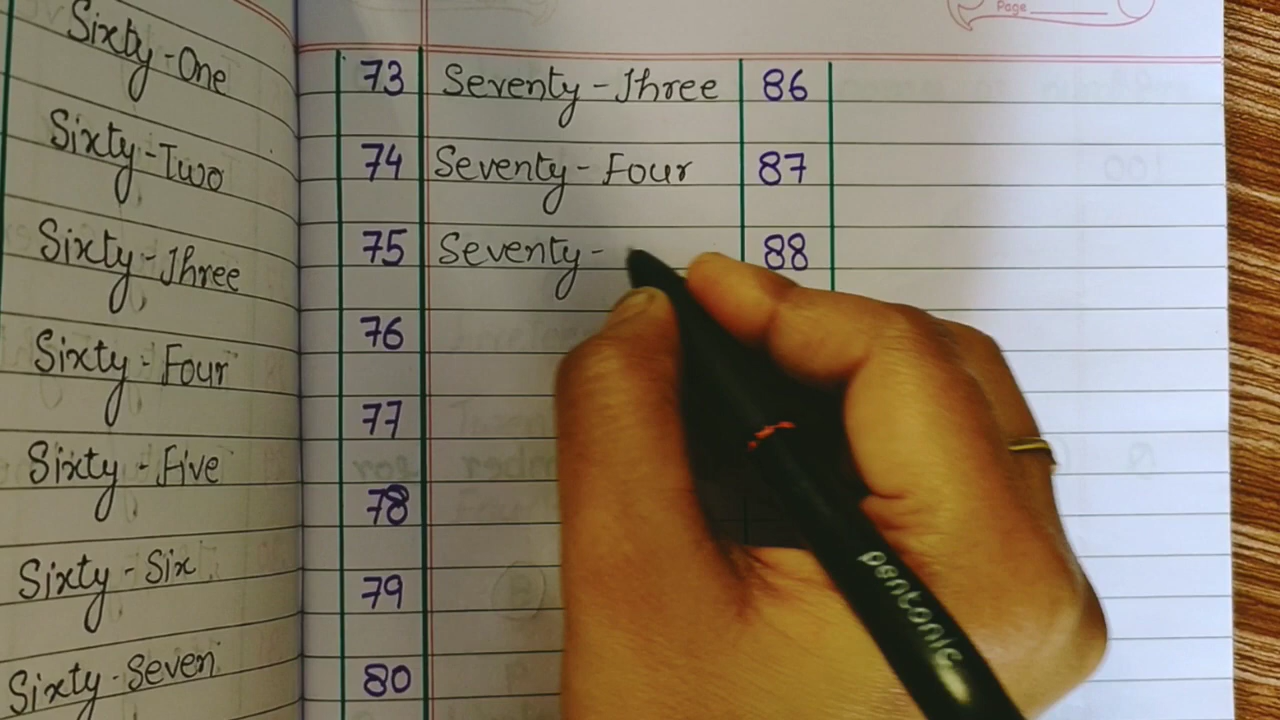 Sixty-One
Sixty-Two
Sixty-Three
Sixty-Four
Sixty-Five
Sixty-Six
Sixty-Seven
Page
73 Seventy-Three 86
74 Seventy-Four 87
75 Seventy- 88
76
77
78
79
80
pentonic